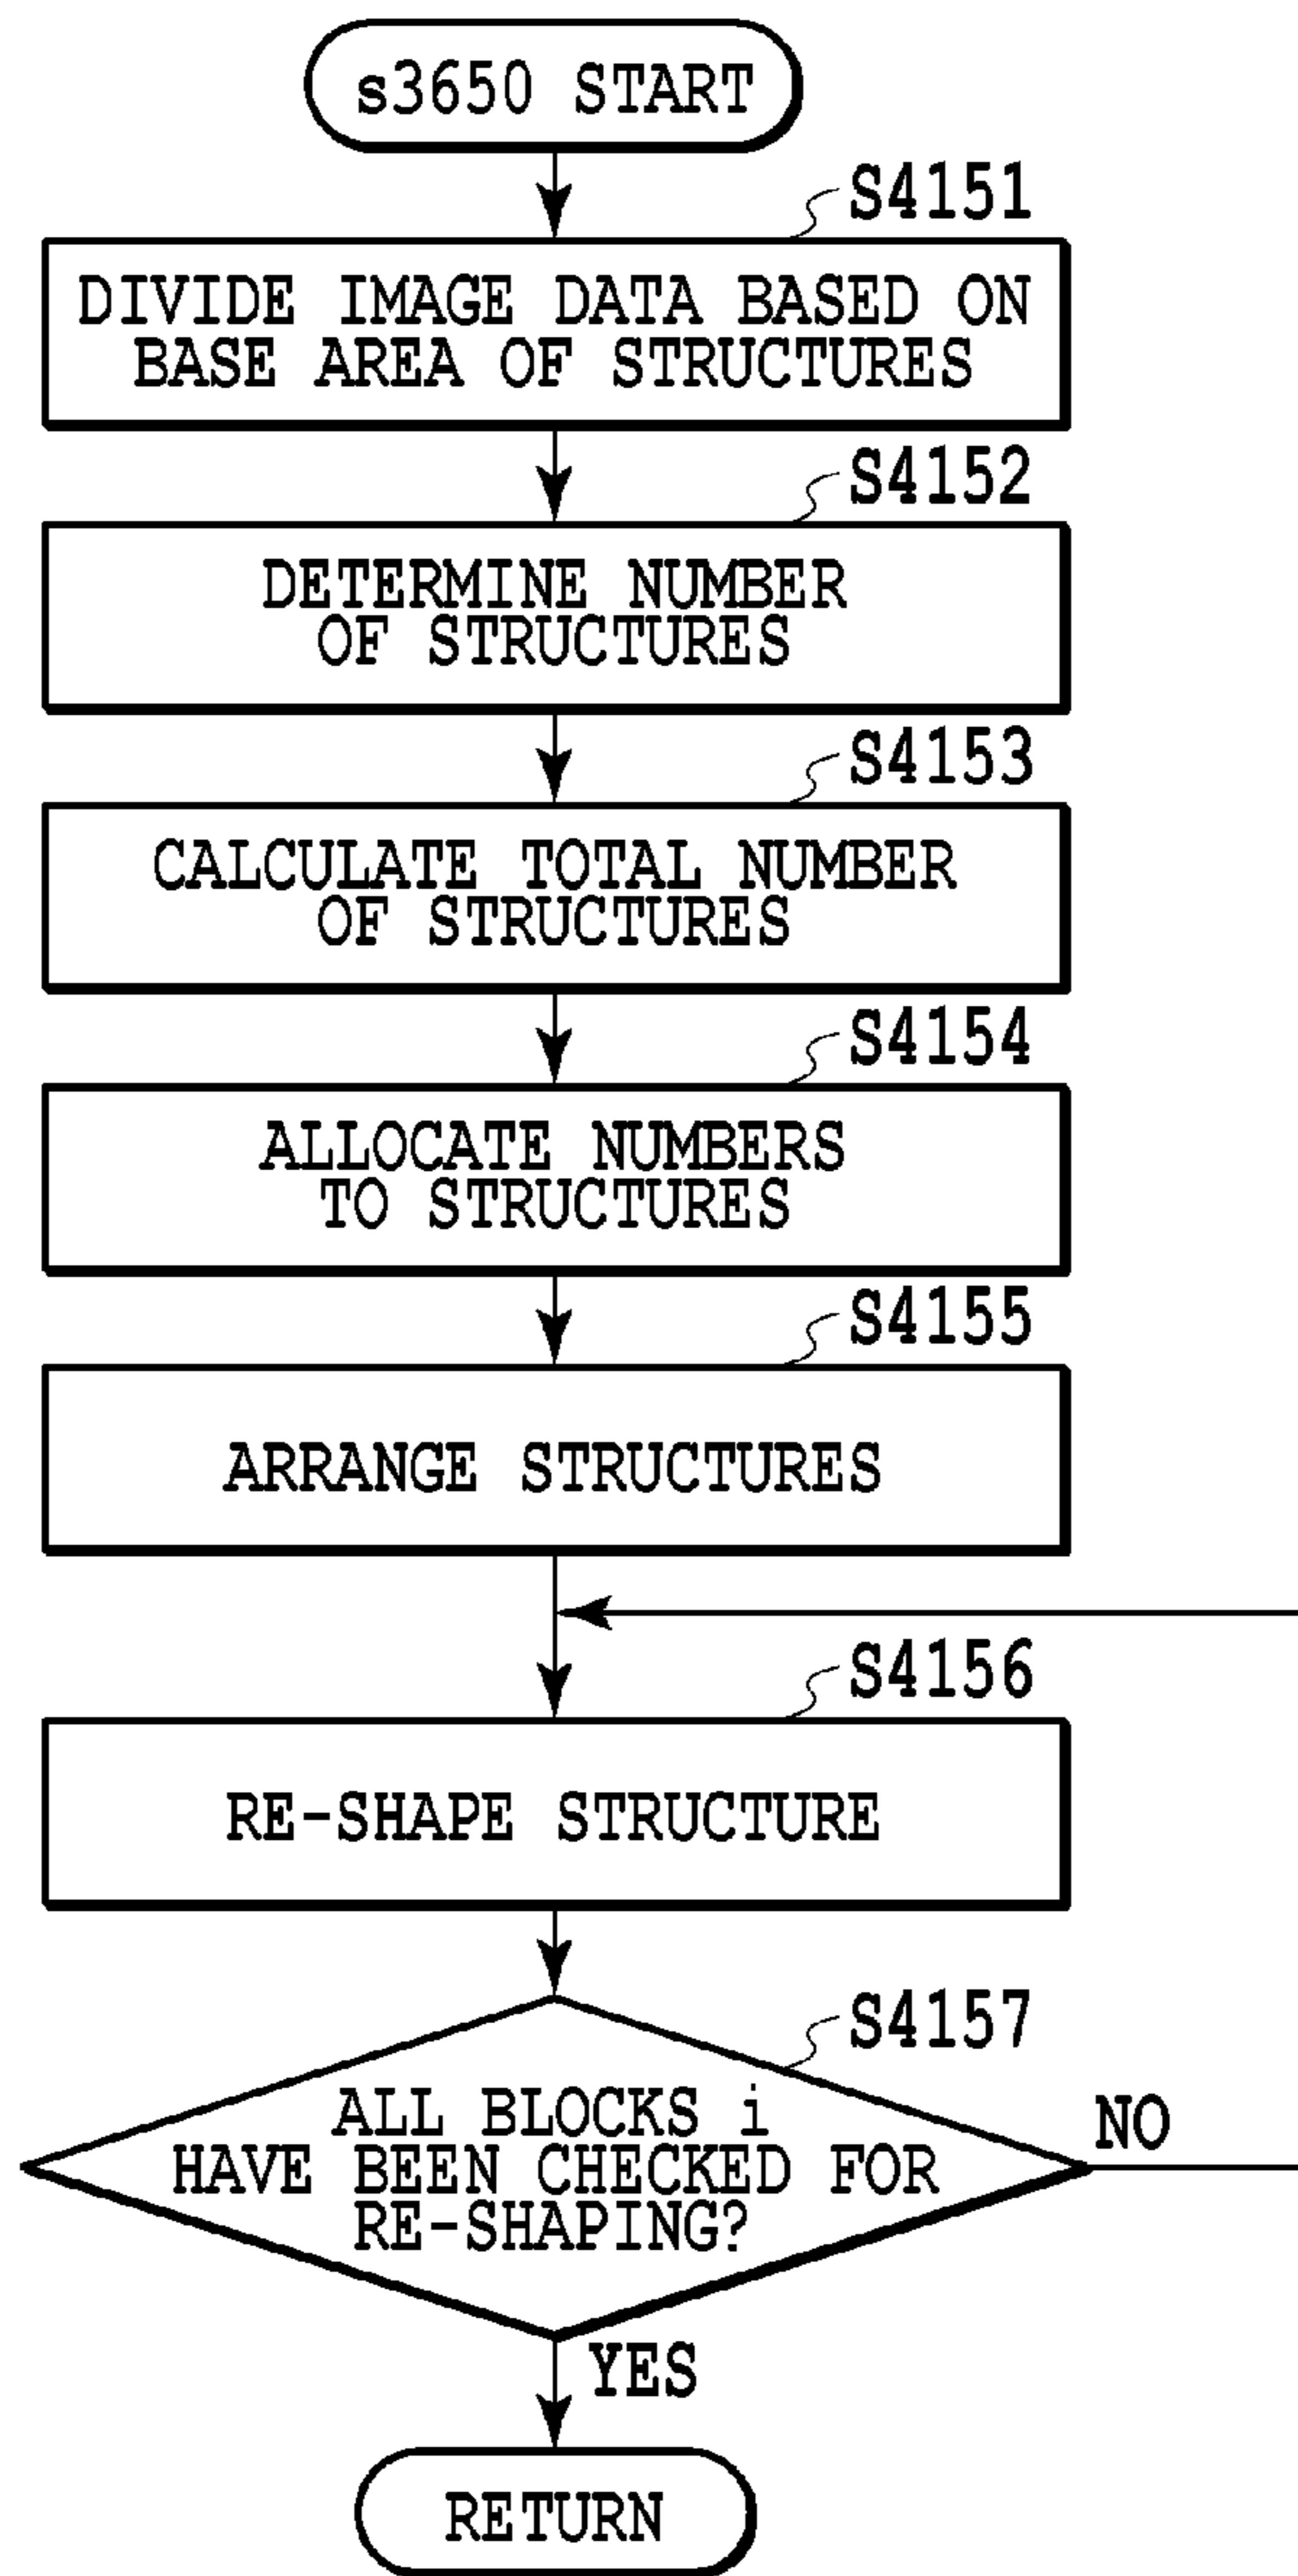 s3650 START
S4151
DIVIDE IMAGE DATA BASED ON
BASE AREA OF STRUCTURES
S4152
DETERMINE NUMBER
OF STRUCTURES
S4153
CALCULATE TOTAL NUMBER
OF STRUCTURES
S4154
ALLOCATE NUMBERS
TO STRUCTURES
S4155
ARRANGE STRUCTURES
S4156
RE-SHAPE STRUCTURE
S4157
ALL BLOCKS i
HAVE BEEN CHECKED FOR
RE-SHAPING?
NO
YES
RETURN